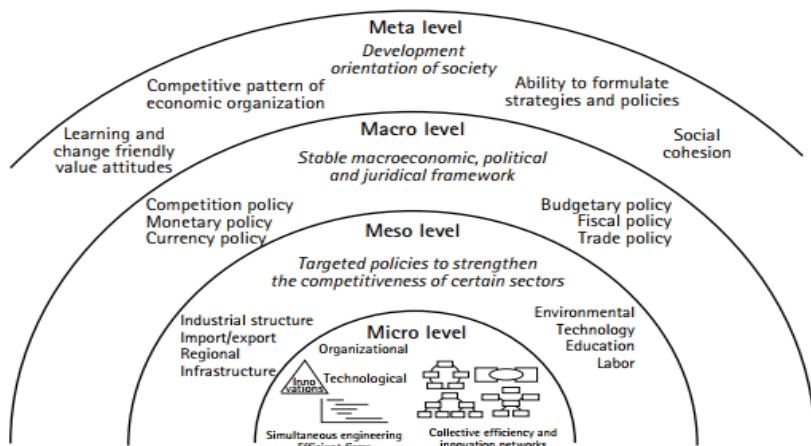 Meta level
Development
orientation of society
Competitive pattern of
economic organization
Ability to formulate
strategies and policies
Learning and
change friendly
value attitudes
Social
cohesion
Macro level
Stable macroeconomic, political
and juridical framework
Competition policy
Monetary policy
Currency policy
Budgetary policy
Fiscal policy
Trade policy
Meso level
Targeted policies to strengthen
the competitiveness of certain sectors
Industrial structure
Import/export
Regional
Infrastructure
Environmental
Technology
Education
Labor
Micro level
Organizational
Inno
vations
Technological
Simultaneous engineering
Efficient firms
Collective efficiency and
innovation networks